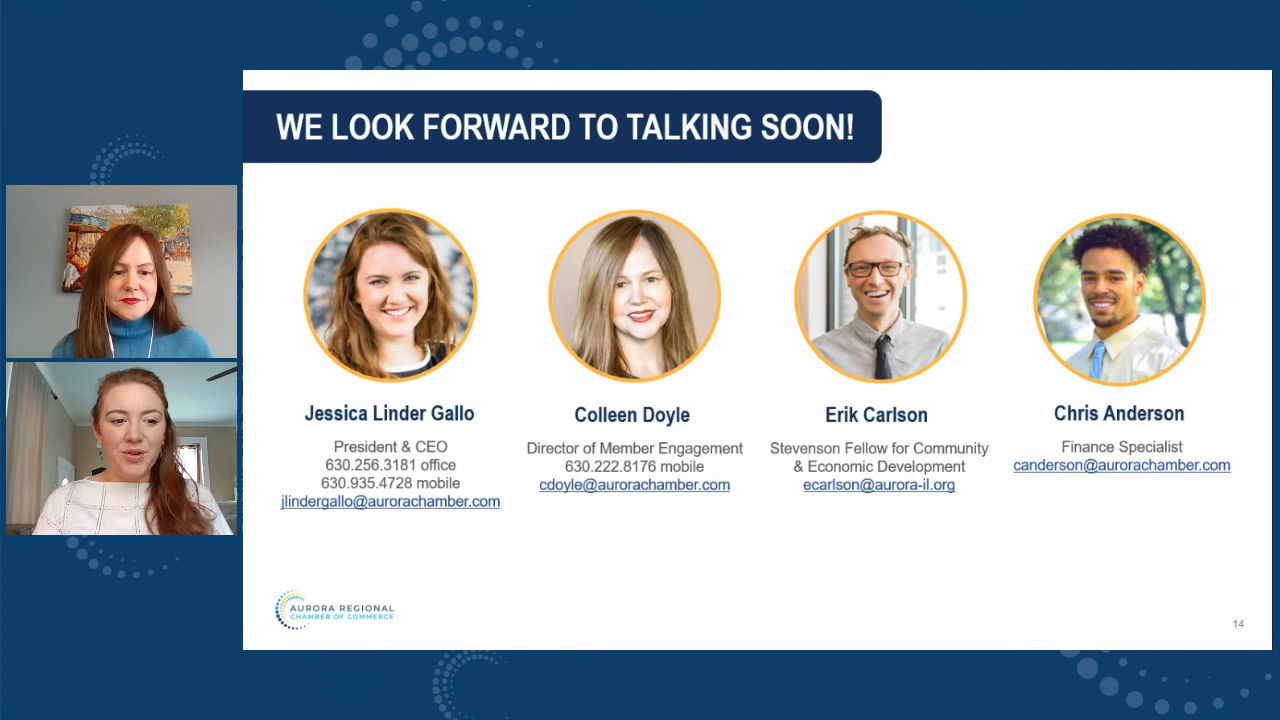 WE LOOK FORWARD TO TALKING SOON!
Jessica Linder Gallo
President & CEO
630.256.3181 office
630.935.4728 mobile
jlindergallo@aurorachamber.com
Colleen Doyle
Director of Member Engagement
630.222.8176 mobile
cdoyle@aurorachamber.com
Erik Carlson
Stevenson Fellow for Community
& Economic Development
ecarlson@aurora-il.org
Chris Anderson
Finance Specialist
canderson@aurorachamber.com
AURORA REGIONAL
CHAMBER OF COMMERCE
14